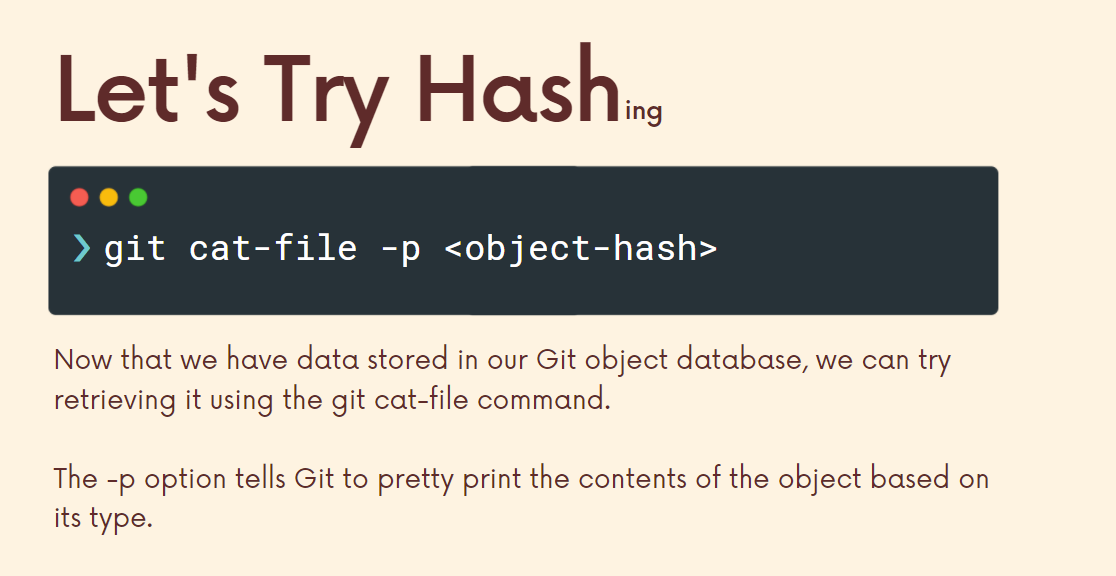 Let's Try Hashing
❯ git cat-file -p <object-hash>
Now that we have data stored in our Git object database, we can try
retrieving it using the git cat-file command.
The -p option tells Git to pretty print the contents of the object based on
its type.